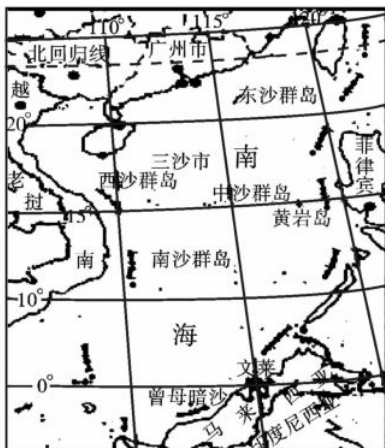 110° 115° 120°
北回归线
广州市
越
东沙群岛
20°
三沙市
南
菲律宾
老挝
西沙群岛
中沙群岛
15°
黄岩岛
南
南沙群岛
10°
海
文莱
0°
曾母暗沙
马来西亚
度尼西亚